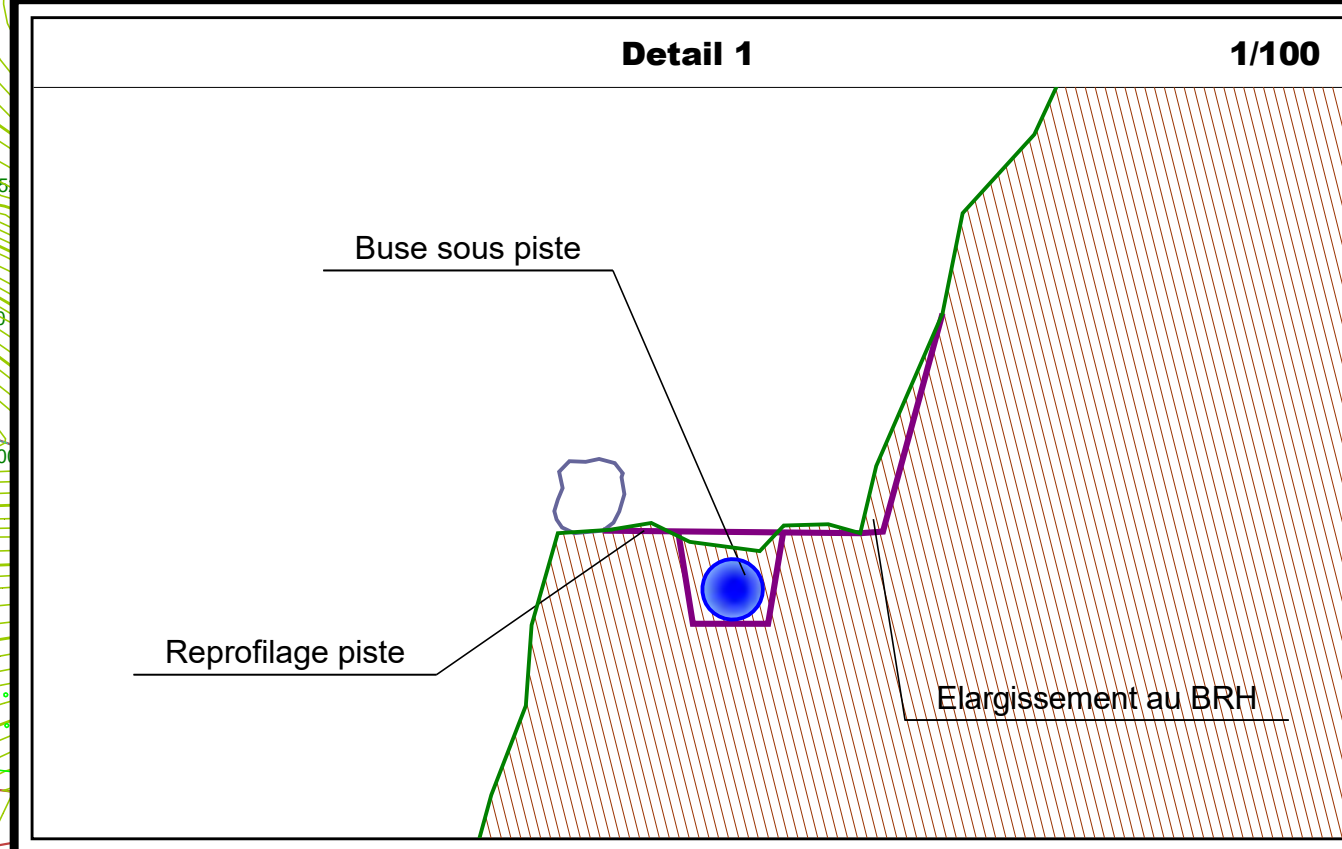 Detail 1
1/100
Buse sous piste
Reprofilage piste
Elargissement au BRH